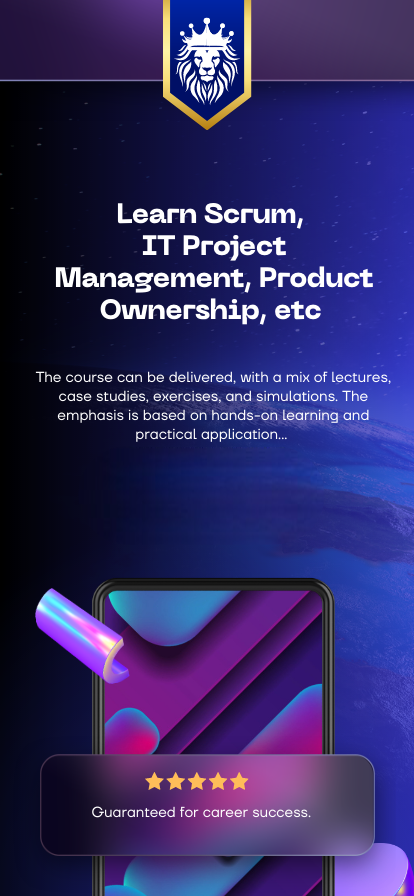 Learn Scrum,
IT Project
Management, Product
Ownership, etc
The course can be delivered, with a mix of lectures,
case studies, exercises, and simulations. The
emphasis is based on hands-on learning and
practical application...
Guaranteed for career success.